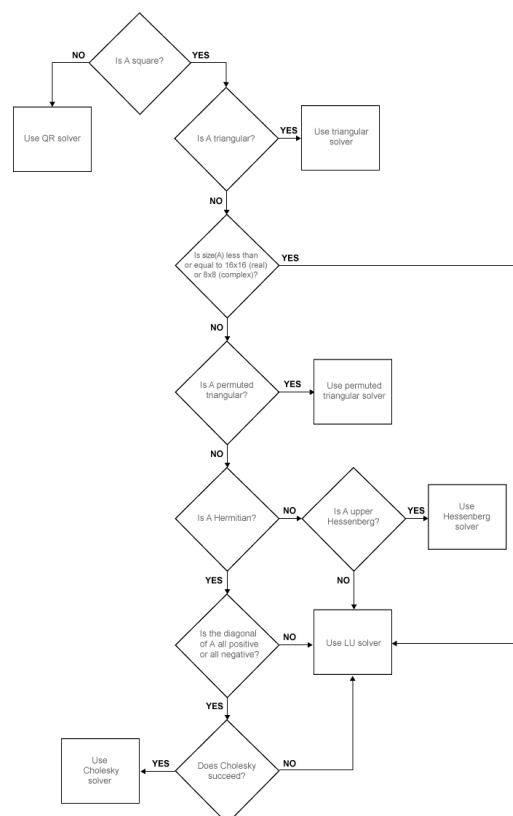 NO
YES
Is A square?
Use QR solver
Is A triangular?
YES
Use triangular
solver
NO
Is size(A) less than
or equal to 16x16 (real)
or 8x8 (complex)?
YES
NO
Is A permuted
triangular?
YES
Use permuted
triangular solver
NO
Is A Hermitian?
NO
Is A upper
Hessenberg?
YES
Use
Hessenberg
solver
YES
NO
Is the diagonal
of A all positive
or all negative?
NO
Use LU solver
YES
Use
Cholesky
solver
YES
Does Cholesky
succeed?
NO